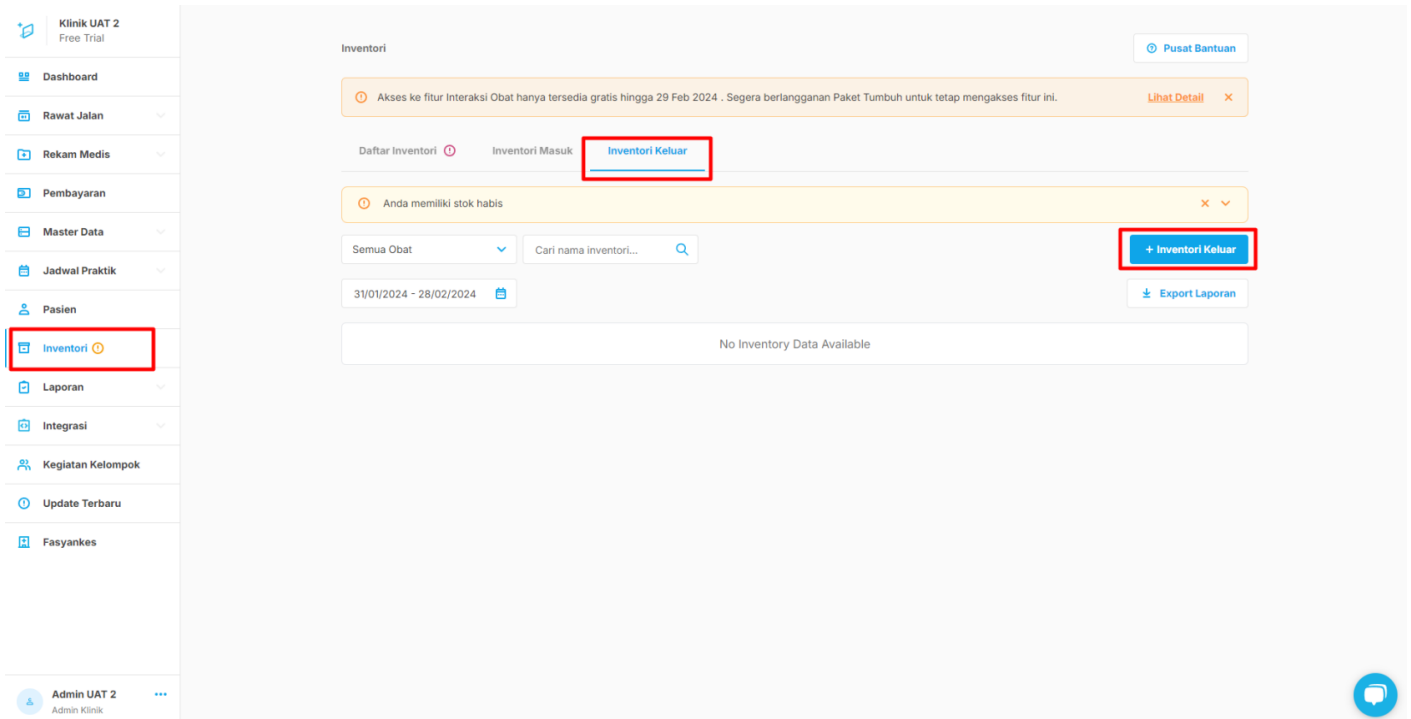 Klinik UAT 2
Free Trial
Dashboard
Rawat Jalan
Rekam Medis
Pembayaran
Master Data
Jadwal Praktik
Pasien
Inventori
Laporan
Integrasi
Kegiatan Kelompok
Update Terbaru
Fasyankes
Admin UAT 2
Admin Klinik
Inventori
Pusat Bantuan
Akses ke fitur Interaksi Obat hanya tersedia gratis hingga 29 Feb 2024 . Segera berlangganan Paket Tumbuh untuk tetap mengakses fitur ini. Lihat Detail
Daftar Inventori Inventori Masuk Inventori Keluar
Anda memiliki stok habis
Semua Obat Cari nama inventori... + Inventori Keluar
31/01/2024 - 28/02/2024 Export Laporan
No Inventory Data Available